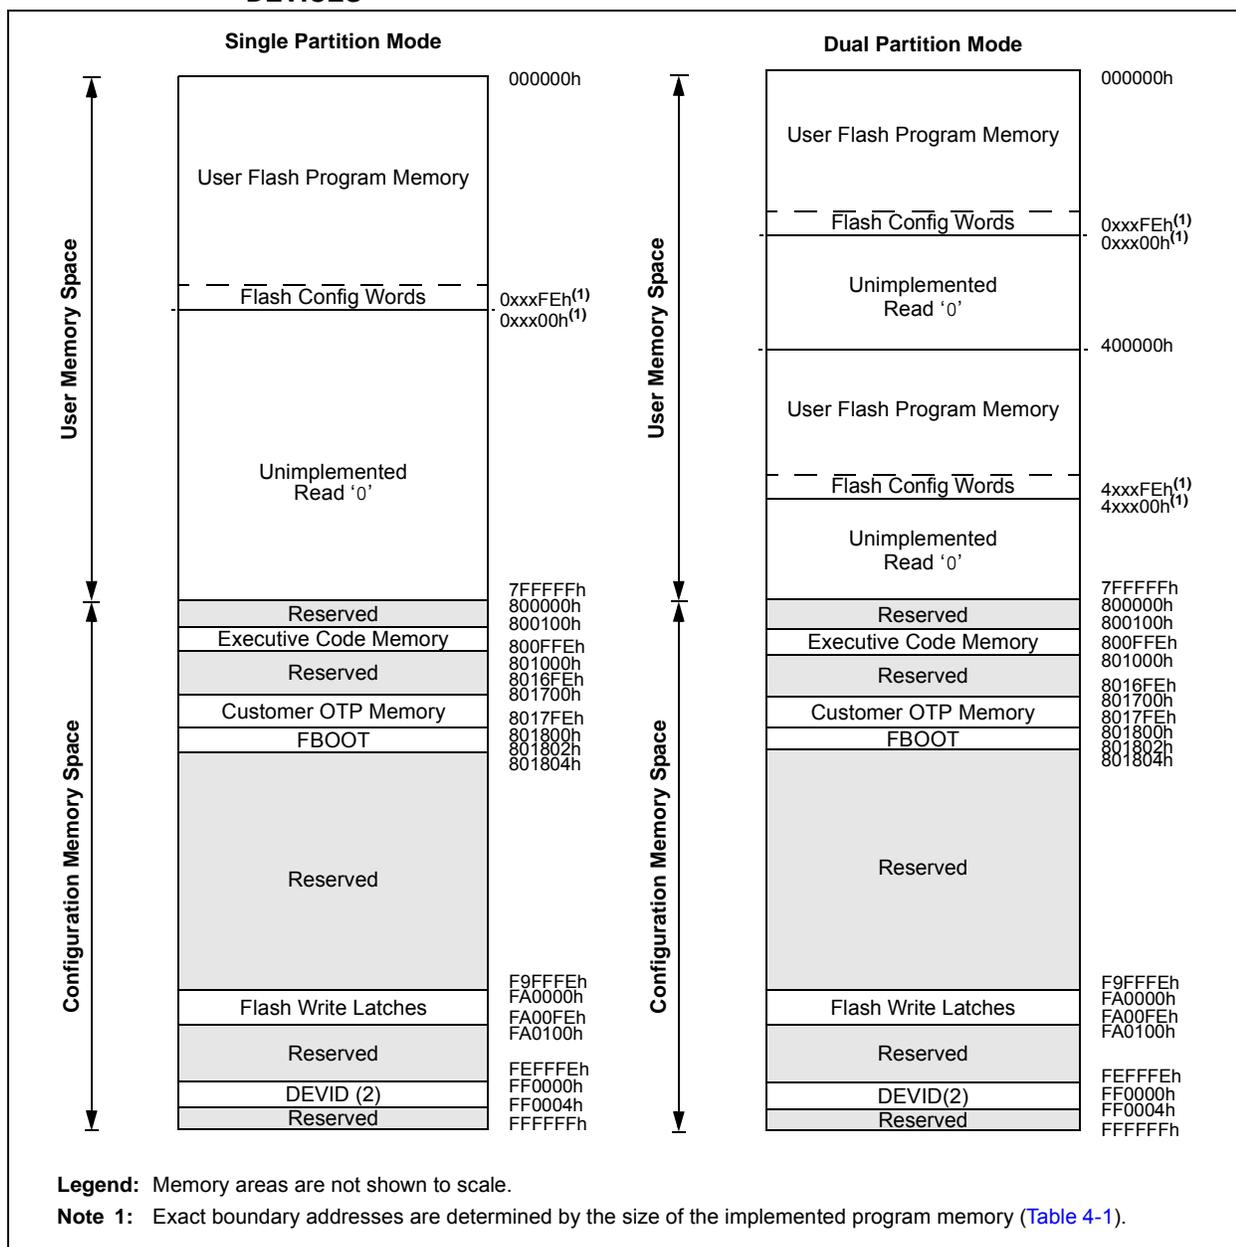 Single Partition Mode
User Memory Space
Configuration Memory Space
000000h
User Flash Program Memory
Flash Config Words
0xxxFEh(1)
0xxx00h(1)
Unimplemented
Read ‘0’
7FFFFFh
800000h
Reserved
800100h
Executive Code Memory
800FFEh
801000h
Reserved
8016FEh
801700h
Customer OTP Memory
8017FEh
801800h
FBOOT
801802h
801804h
Reserved
F9FFFEh
FA0000h
Flash Write Latches
FA00FEh
FA0100h
Reserved
FEFFFEh
FF0000h
DEVID (2)
FF0004h
Reserved
FFFFFFh
Dual Partition Mode
User Memory Space
Configuration Memory Space
000000h
User Flash Program Memory
Flash Config Words
0xxxFEh(1)
0xxx00h(1)
Unimplemented
Read ‘0’
400000h
User Flash Program Memory
Flash Config Words
4xxxFEh(1)
4xxx00h(1)
Unimplemented
Read ‘0’
7FFFFFh
800000h
Reserved
800100h
Executive Code Memory
800FFEh
801000h
Reserved
8016FEh
801700h
Customer OTP Memory
8017FEh
801800h
FBOOT
801802h
801804h
Reserved
F9FFFEh
FA0000h
Flash Write Latches
FA00FEh
FA0100h
Reserved
FEFFFEh
FF0000h
DEVID(2)
FF0004h
Reserved
FFFFFFh
Legend: Memory areas are not shown to scale.
Note 1: Exact boundary addresses are determined by the size of the implemented program memory (Table 4-1).